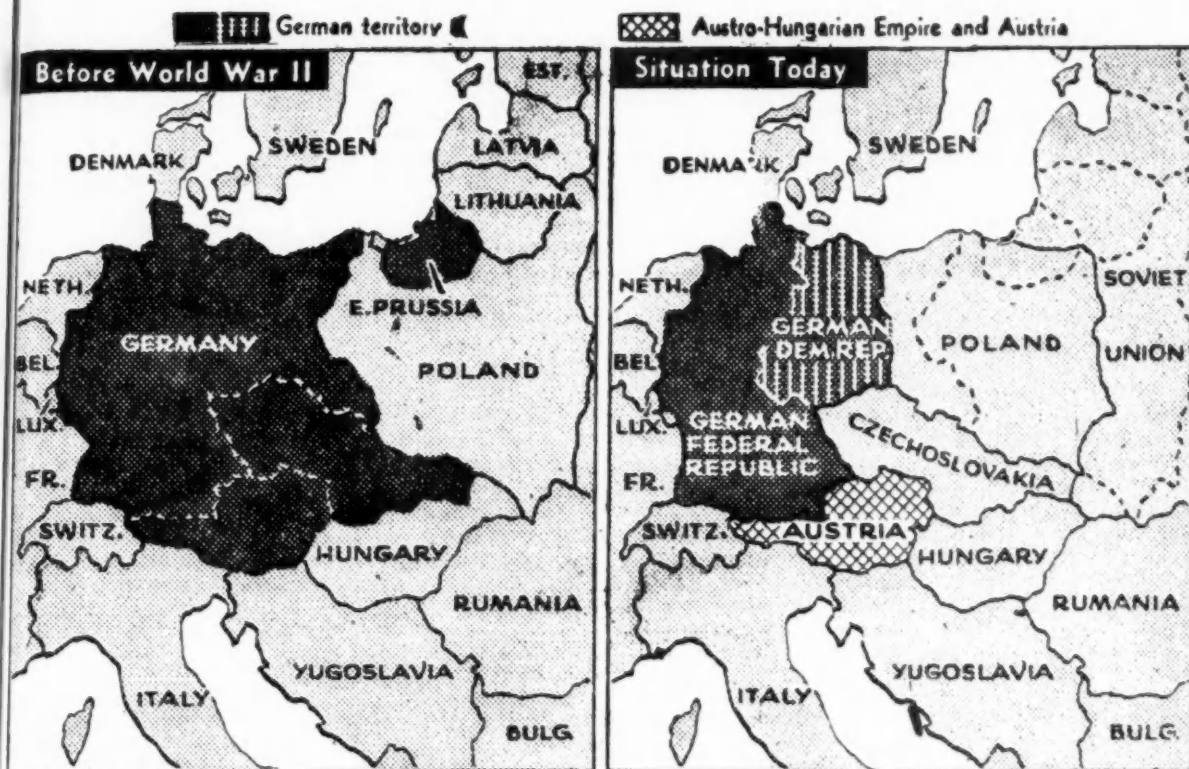 German territory
Austro-Hungarian Empire and Austria
Before World War II
EST.
SWEDEN
LATVIA
DENMARK
LITHUANIA
NETH.
E. PRUSSIA
GERMANY
BEL.
POLAND
LUX.
FR.
SWITZ.
HUNGARY
RUMANIA
YUGOSLAVIA
ITALY
BULG.
Situation Today
SWEDEN
DENMARK
NETH.
SOVIET
UNION
GERMAN
DEM. REP.
POLAND
BEL.
LUX.
GERMAN
FEDERAL
REPUBLIC
CZECHOSLOVAKIA
FR.
SWITZ.
AUSTRIA
HUNGARY
RUMANIA
YUGOSLAVIA
ITALY
BULG.